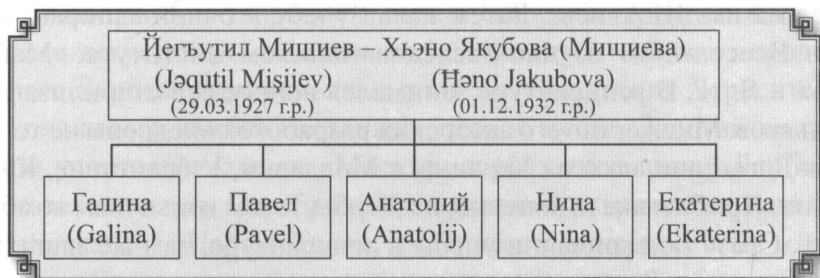 Йегъутил Мишиев – Хьэно Якубова (Мишиева)
(Jəqutil Mişijev) (Ħəno Jakubova)
(29.03.1927 г.р.) (01.12.1932 г.р.)
Галина Павел Анатолий Нина Екатерина
(Galina) (Pavel) (Anatolij) (Nina) (Ekaterina)